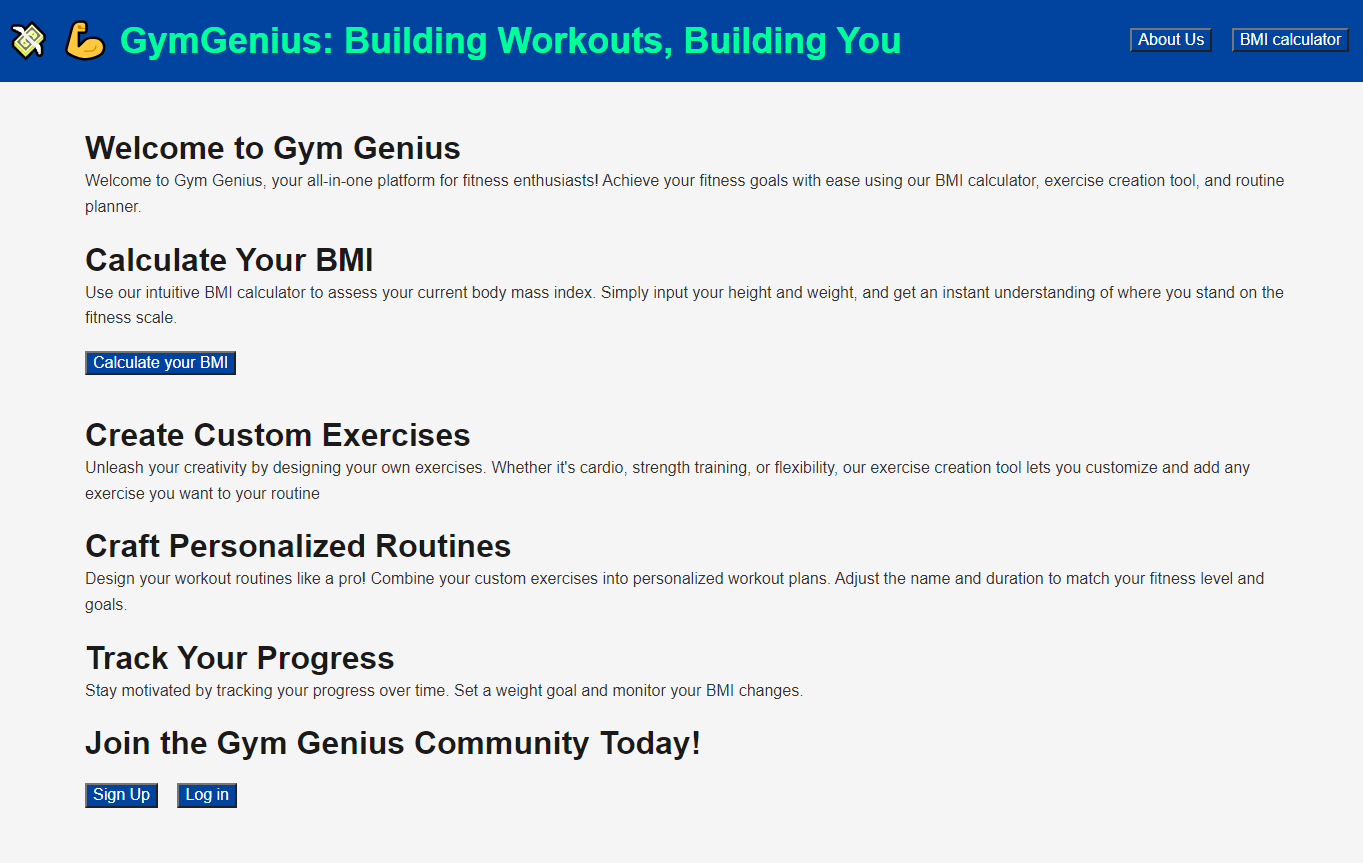 GymGenius: Building Workouts, Building You
About Us
BMI calculator
Welcome to Gym Genius
Welcome to Gym Genius, your all-in-one platform for fitness enthusiasts! Achieve your fitness goals with ease using our BMI calculator, exercise creation tool, and routine
planner.
Calculate Your BMI
Use our intuitive BMI calculator to assess your current body mass index. Simply input your height and weight, and get an instant understanding of where you stand on the
fitness scale.
Calculate your BMI
Create Custom Exercises
Unleash your creativity by designing your own exercises. Whether it's cardio, strength training, or flexibility, our exercise creation tool lets you customize and add any
exercise you want to your routine
Craft Personalized Routines
Design your workout routines like a pro! Combine your custom exercises into personalized workout plans. Adjust the name and duration to match your fitness level and
goals.
Track Your Progress
Stay motivated by tracking your progress over time. Set a weight goal and monitor your BMI changes.
Join the Gym Genius Community Today!
Sign Up
Log in